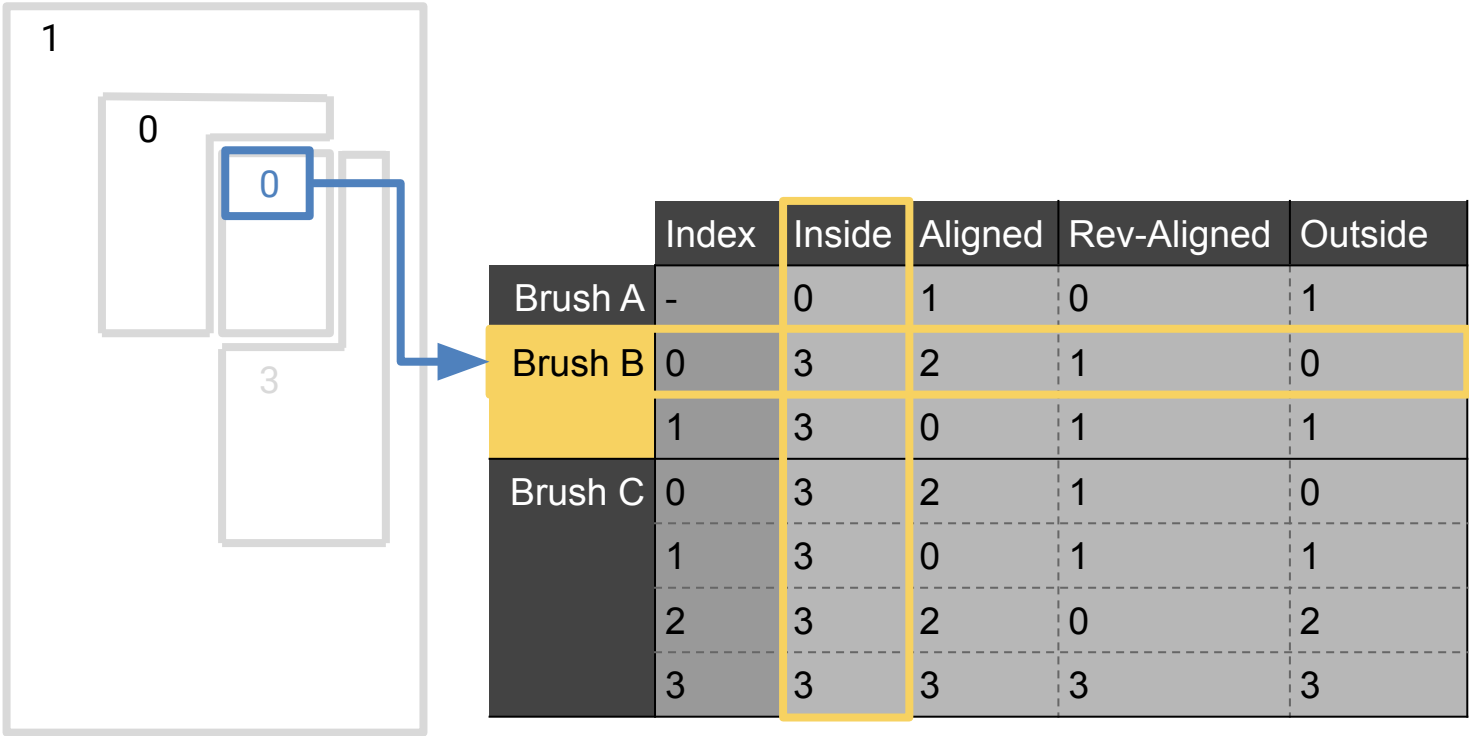 1
0
0
3
Index Inside Aligned Rev-Aligned Outside
Brush A - 0 1 0 1
Brush B 0 3 2 1 0
1 3 0 1 1
Brush C 0 3 2 1 0
1 3 0 1 1
2 3 2 0 2
3 3 3 3 3